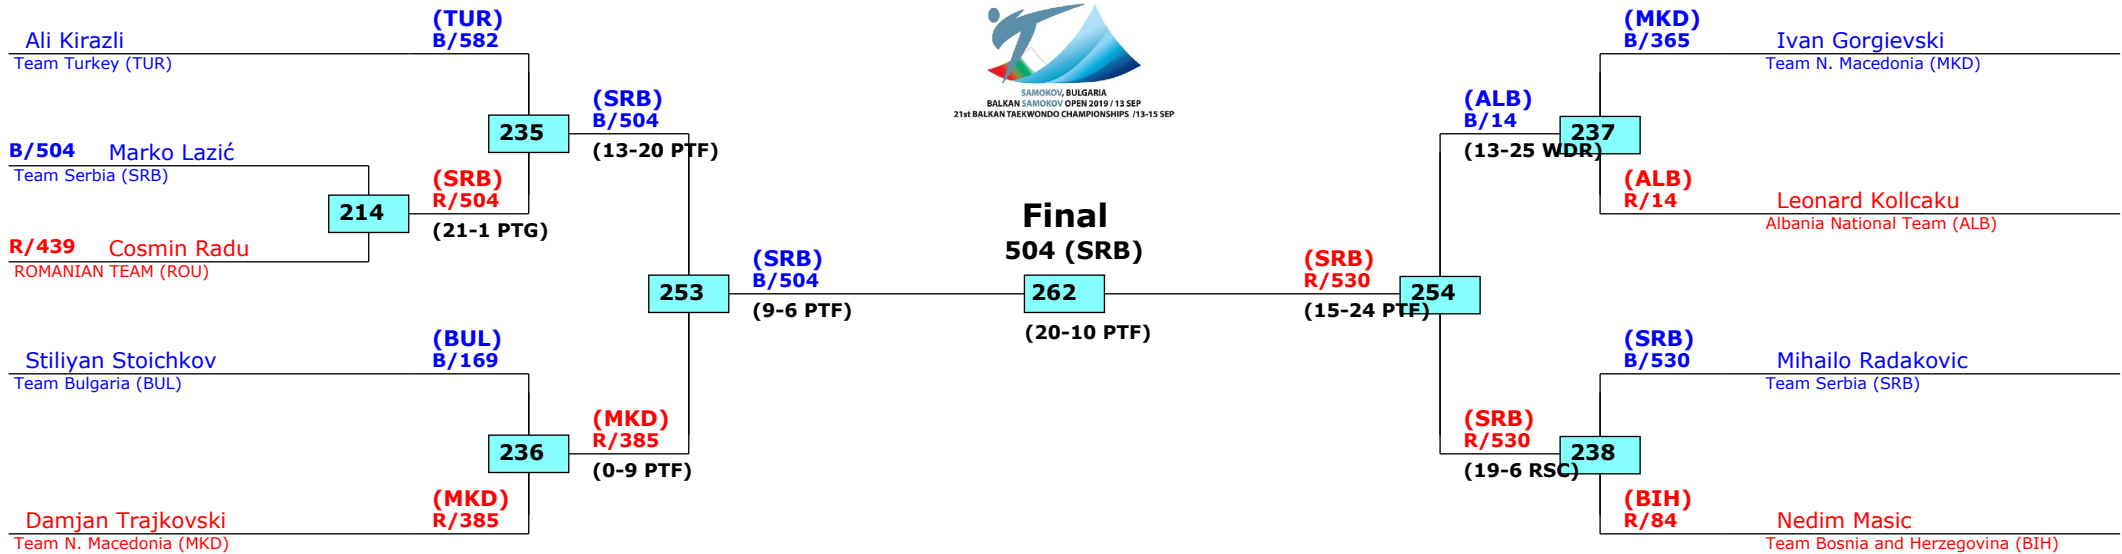 (TUR)
B/582
Ali Kirazli
Team Turkey (TUR)
B/504 Marko Lazić
Team Serbia (SRB)
214
R/439 Cosmin Radu
ROMANIAN TEAM (ROU)
(SRB)
R/504
(21-1 PTG)
235
(SRB)
B/504
(13-20 PTF)
(BUL)
B/169
Stiliyan Stoichkov
Team Bulgaria (BUL)
236
(MKD)
R/385
Damjan Trajkovski
Team N. Macedonia (MKD)
(MKD)
R/385
(0-9 PTF)
253
(SRB)
B/504
(9-6 PTF)
SAMOKOV, BULGARIA
BALKAN SAMOKOV OPEN 2019 / 13 SEP
21st BALKAN TAEKWONDO CHAMPIONSHIPS /13-15 SEP
Final
504 (SRB)
262
(20-10 PTF)
(SRB)
R/530
(15-24 PTF)
254
(ALB)
B/14
(13-25 WDR)
237
(MKD)
B/365
Ivan Gorgievski
Team N. Macedonia (MKD)
(ALB)
R/14
Leonard Kollcaku
Albania National Team (ALB)
(SRB)
R/530
(19-6 RSC)
238
(SRB)
B/530
Mihailo Radakovic
Team Serbia (SRB)
(BIH)
R/84
Nedim Masic
Team Bosnia and Herzegovina (BIH)